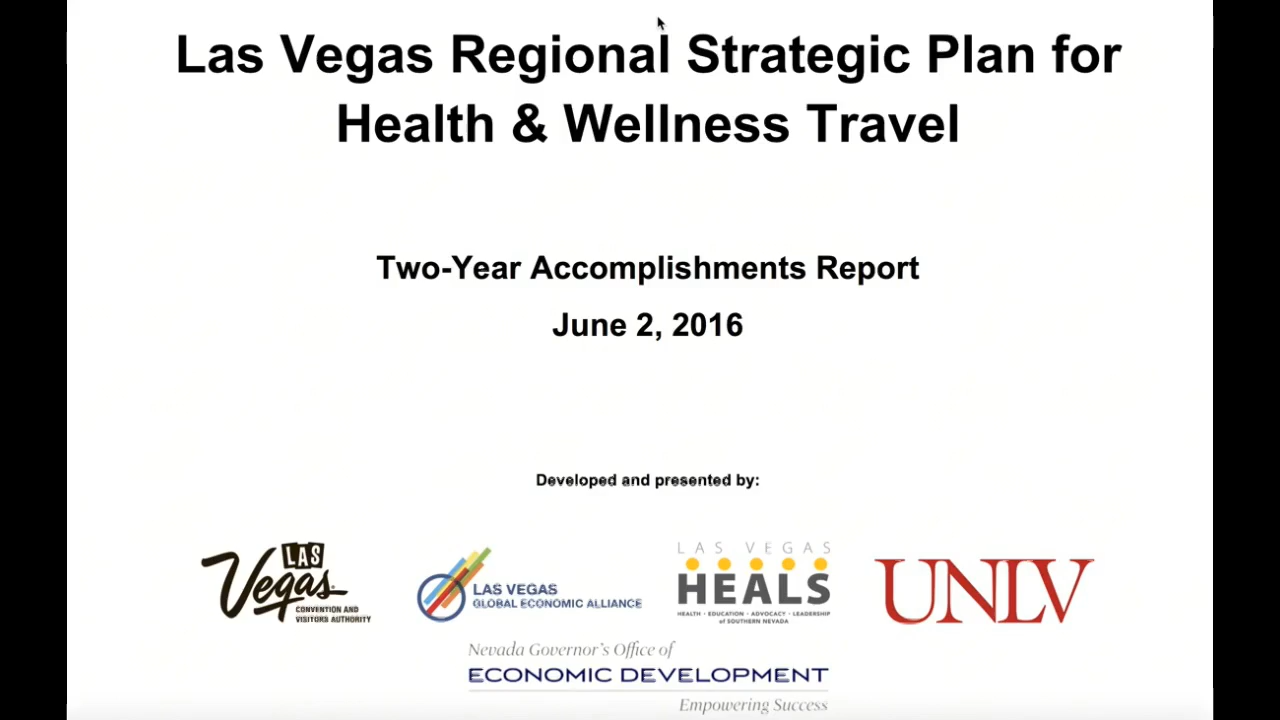 Las Vegas Regional Strategic Plan for
Health & Wellness Travel
Two-Year Accomplishments Report
June 2, 2016
Developed and presented by:
LAS
Vegas
CONVENTION AND
VISITORS AUTHORITY
LAS VEGAS
GLOBAL ECONOMIC ALLIANCE
LAS VEGAS
HEALS
HEALTH · EDUCATION · ADVOCACY · LEADERSHIP
of SOUTHERN NEVADA
UNLV
Nevada Governor's Office of
ECONOMIC DEVELOPMENT
Empowering Success